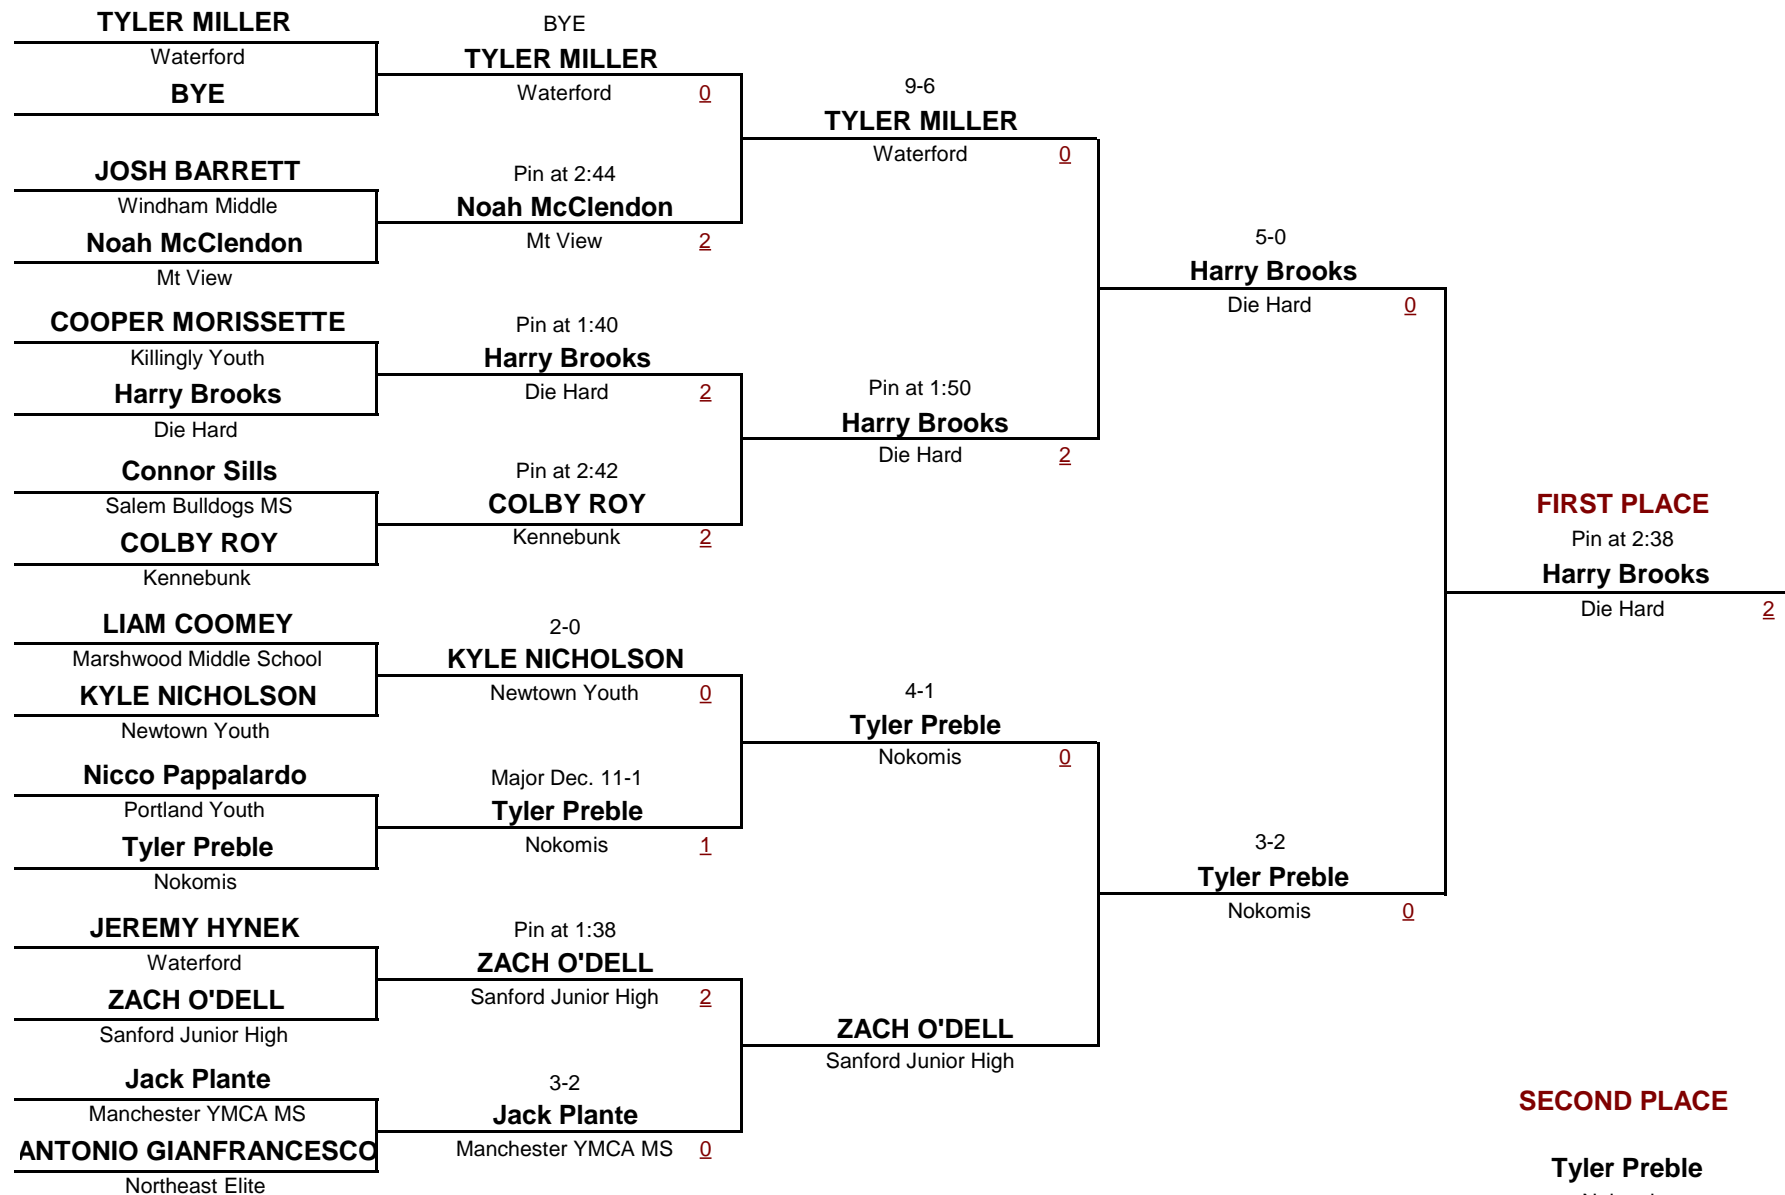 TYLER MILLER
Waterford
BYE
JOSH BARRETT
Windham Middle
Noah McClendon
Mt View
COOPER MORISSETTE
Killingly Youth
Harry Brooks
Die Hard
Connor Sills
Salem Bulldogs MS
COLBY ROY
Kennebunk
LIAM COOMEY
Marshwood Middle School
KYLE NICHOLSON
Newtown Youth
Nicco Pappalardo
Portland Youth
Tyler Preble
Nokomis
JEREMY HYNEK
Waterford
ZACH O'DELL
Sanford Junior High
Jack Plante
Manchester YMCA MS
ANTONIO GIANFRANCESCO
Northeast Elite
BYE
TYLER MILLER
Waterford 0
Pin at 2:44
Noah McClendon
Mt View 2
Pin at 1:40
Harry Brooks
Die Hard 2
Pin at 2:42
COLBY ROY
Kennebunk 2
2-0
KYLE NICHOLSON
Newtown Youth 0
Major Dec. 11-1
Tyler Preble
Nokomis 1
Pin at 1:38
ZACH O'DELL
Sanford Junior High 2
3-2
Jack Plante
Manchester YMCA MS 0
9-6
TYLER MILLER
Waterford 0
Pin at 1:50
Harry Brooks
Die Hard 2
4-1
Tyler Preble
Nokomis 0
ZACH O'DELL
Sanford Junior High
5-0
Harry Brooks
Die Hard 0
3-2
Tyler Preble
Nokomis 0
FIRST PLACE
Pin at 2:38
Harry Brooks
Die Hard 2
SECOND PLACE
Tyler Preble